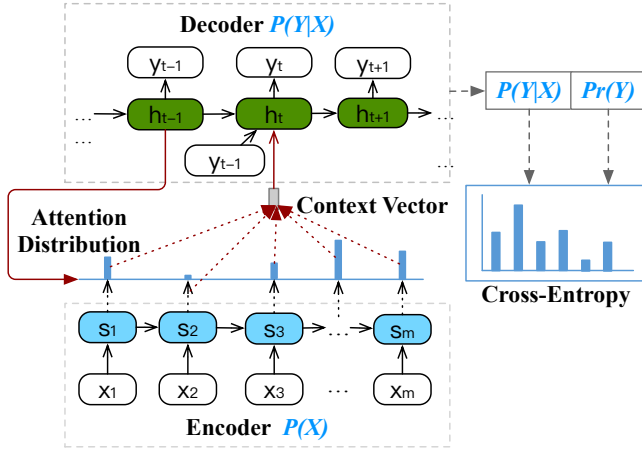 Decoder P(Y|X)
yt−1 yt yt+1
... ht−1 ht ht+1 ...
... yt−1 ...
P(Y|X) Pr(Y)
Attention
Distribution
Context Vector
Cross-Entropy
s1 s2 s3 ... sm
x1 x2 x3 ... xm
Encoder P(X)